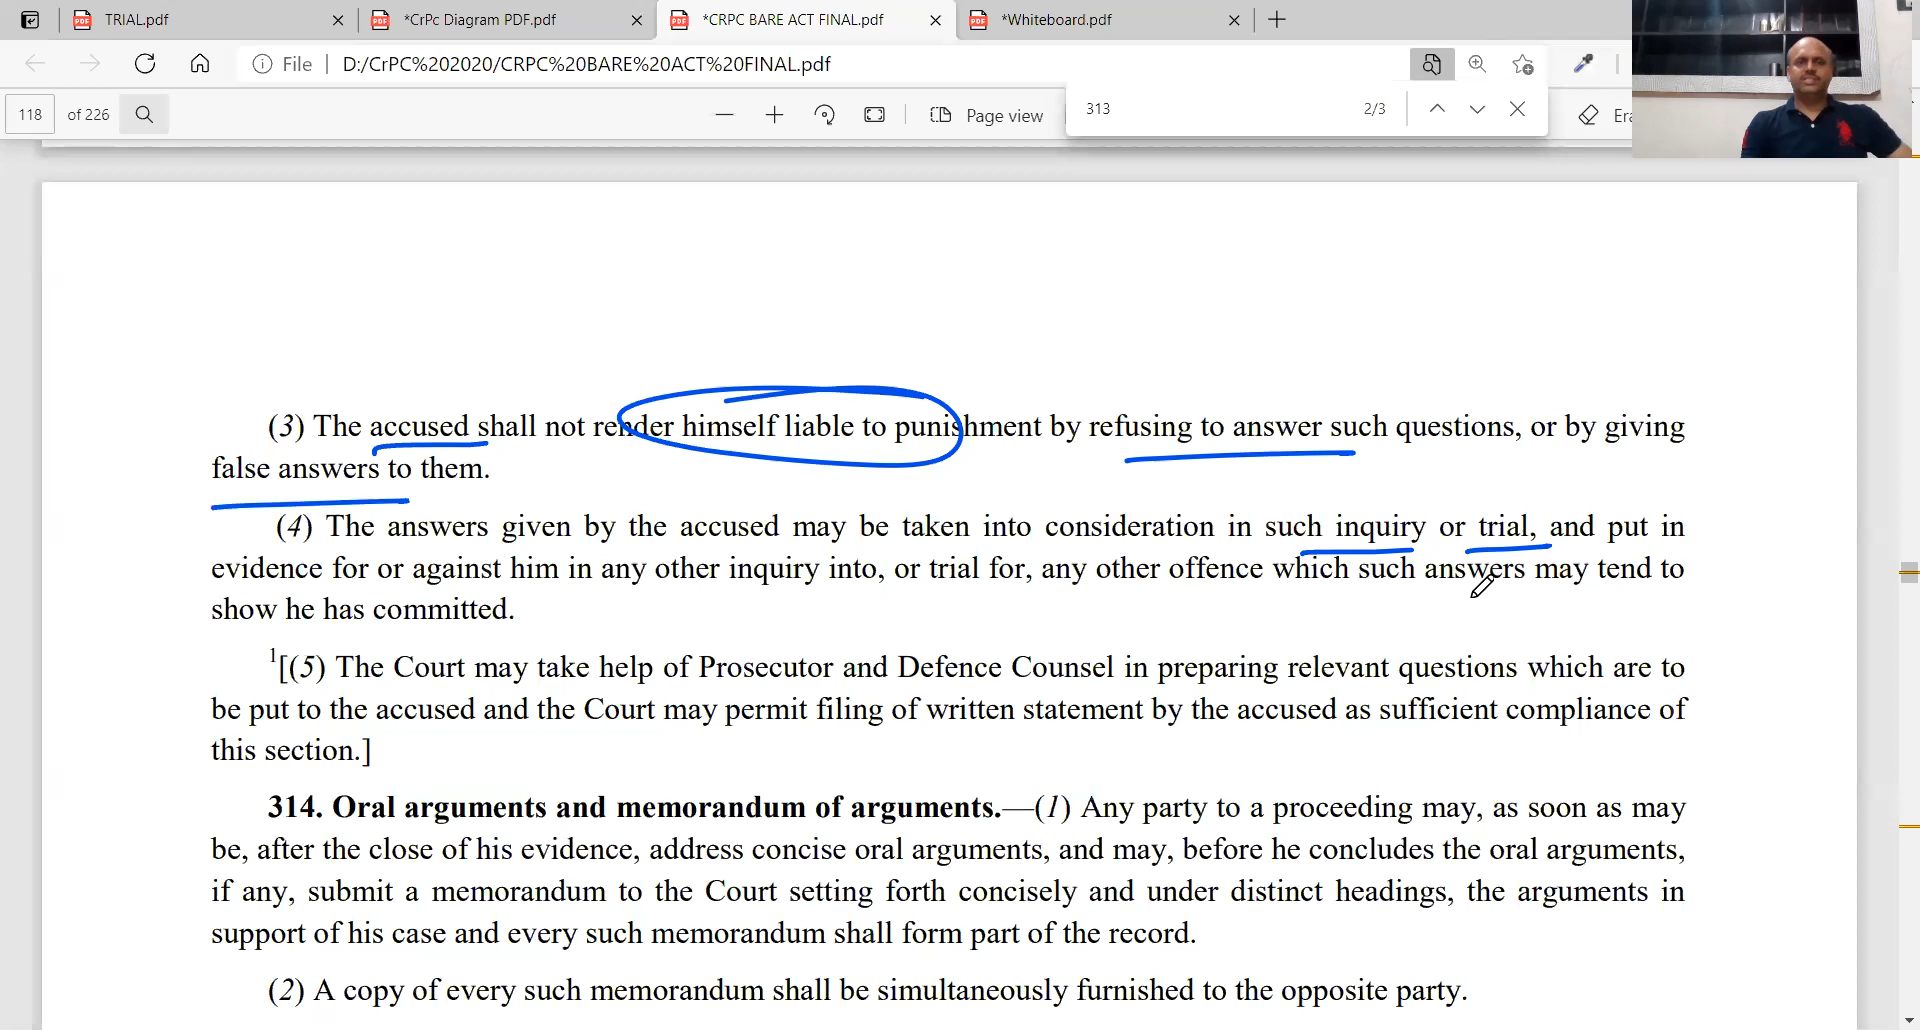 TRIAL.pdf
*CrPc Diagram PDF.pdf
*CRPC BARE ACT FINAL.pdf
*Whiteboard.pdf
File
D:/CrPC%202020/CRPC%20BARE%20ACT%20FINAL.pdf
118 of 226
Page view
313
2/3
(3) The accused shall not render himself liable to punishment by refusing to answer such questions, or by giving
false answers to them.
(4) The answers given by the accused may be taken into consideration in such inquiry or trial, and put in
evidence for or against him in any other inquiry into, or trial for, any other offence which such answers may tend to
show he has committed.
1[(5) The Court may take help of Prosecutor and Defence Counsel in preparing relevant questions which are to
be put to the accused and the Court may permit filing of written statement by the accused as sufficient compliance of
this section.]
314. Oral arguments and memorandum of arguments.—(1) Any party to a proceeding may, as soon as may
be, after the close of his evidence, address concise oral arguments, and may, before he concludes the oral arguments,
if any, submit a memorandum to the Court setting forth concisely and under distinct headings, the arguments in
support of his case and every such memorandum shall form part of the record.
(2) A copy of every such memorandum shall be simultaneously furnished to the opposite party.